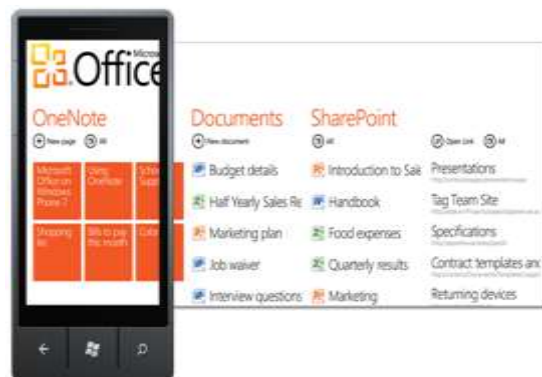 Microsoft
Office
OneNote
New page
All
Microsoft
Office on
Windows
Phone 7
Using
OneNote
Shopping
list
Bills to pay
this month
Documents
New document
Budget details
Half Yearly Sales Re
Marketing plan
Job waiver
Interview questions
SharePoint
All
Introduction to Sale
Handbook
Food expenses
Quarterly results
Marketing
Open Link
All
Presentations
Tag Team Site
Specifications
Contract templates and
Returning devices